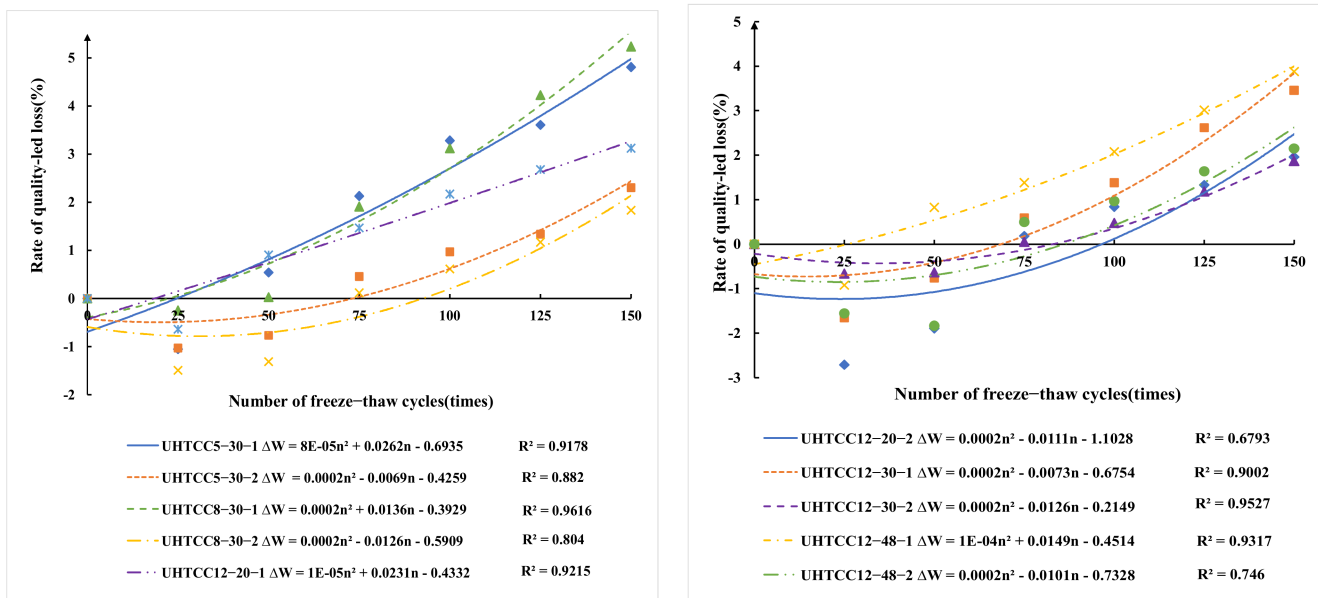 5
4
3
2
1
0
-1
-2
Rate of quality-led loss(%)
0 25 50 75 100 125 150
Number of freeze−thaw cycles(times)
UHTCC5−30−1 ΔW = 8E-05n² + 0.0262n - 0.6935 R² = 0.9178
UHTCC5−30−2 ΔW = 0.0002n² - 0.0069n - 0.4259 R² = 0.882
UHTCC8−30−1 ΔW = 0.0002n² + 0.0136n - 0.3929 R² = 0.9616
UHTCC8−30−2 ΔW = 0.0002n² - 0.0126n - 0.5909 R² = 0.804
UHTCC12−20−1 ΔW = 1E-05n² + 0.0231n - 0.4332 R² = 0.9215
5
4
3
2
1
0
-1
-2
-3
Rate of quality-led loss(%)
0 25 50 75 100 125 150
Number of freeze−thaw cycles(times)
UHTCC12−20−2 ΔW = 0.0002n² - 0.0111n - 1.1028 R² = 0.6793
UHTCC12−30−1 ΔW = 0.0002n² - 0.0073n - 0.6754 R² = 0.9002
UHTCC12−30−2 ΔW = 0.0002n² - 0.0126n - 0.2149 R² = 0.9527
UHTCC12−48−1 ΔW = 1E-04n² + 0.0149n - 0.4514 R² = 0.9317
UHTCC12−48−2 ΔW = 0.0002n² - 0.0101n - 0.7328 R² = 0.746